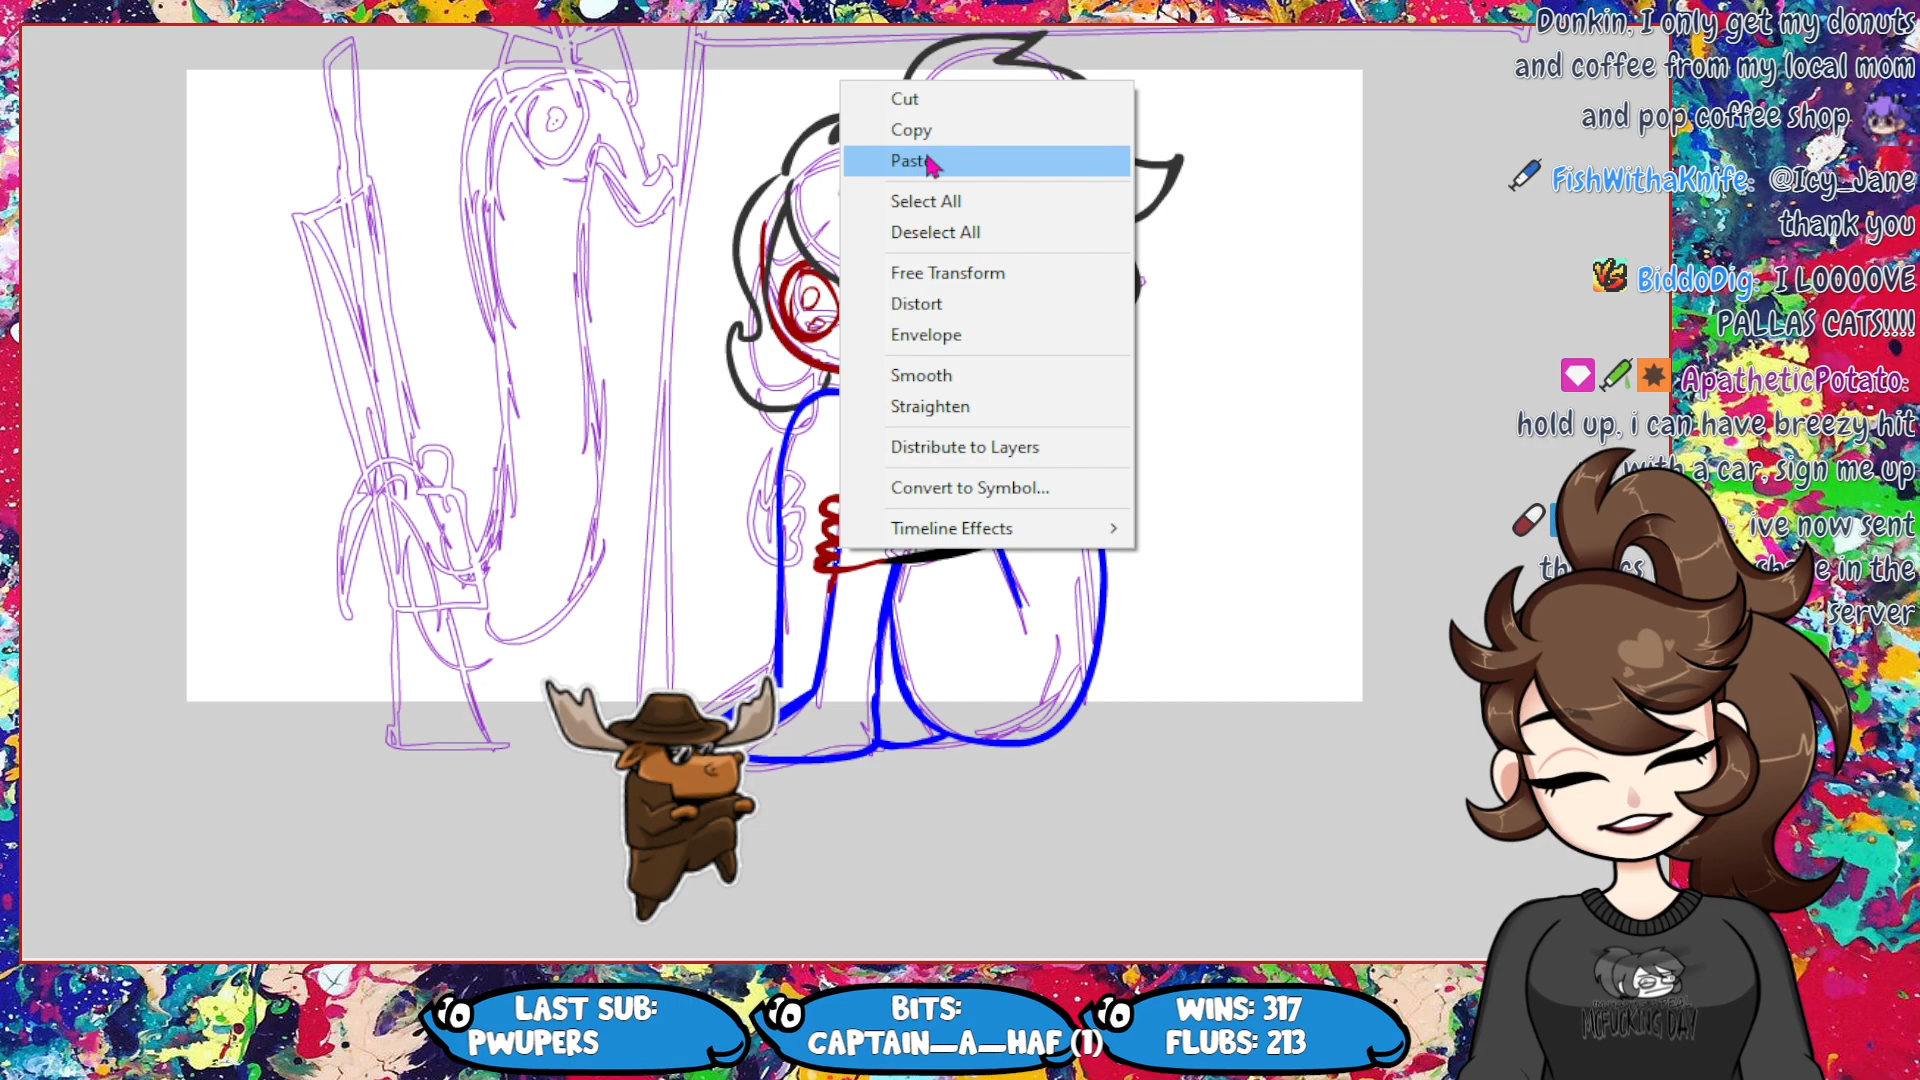 Cut
Copy
Paste
Select All
Deselect All
Free Transform
Distort
Envelope
Smooth
Straighten
Distribute to Layers
Convert to Symbol...
Timeline Effects
Dunkin, I only get my donuts
and coffee from my local mom
and pop coffee shop
FishWithaKnife: @Icy_Jane
thank you
BiddoDig: I LOOOOVE
PALLAS CATS!!!!
ApatheticPotato:
hold up, i can have breezy hit
with a car, sign me up
ive now sent
in the
server
LAST SUB:
PWUPERS
BITS:
CAPTAIN_A_HAF (1)
WINS: 317
FLUBS: 213
MCFUCKING DAY